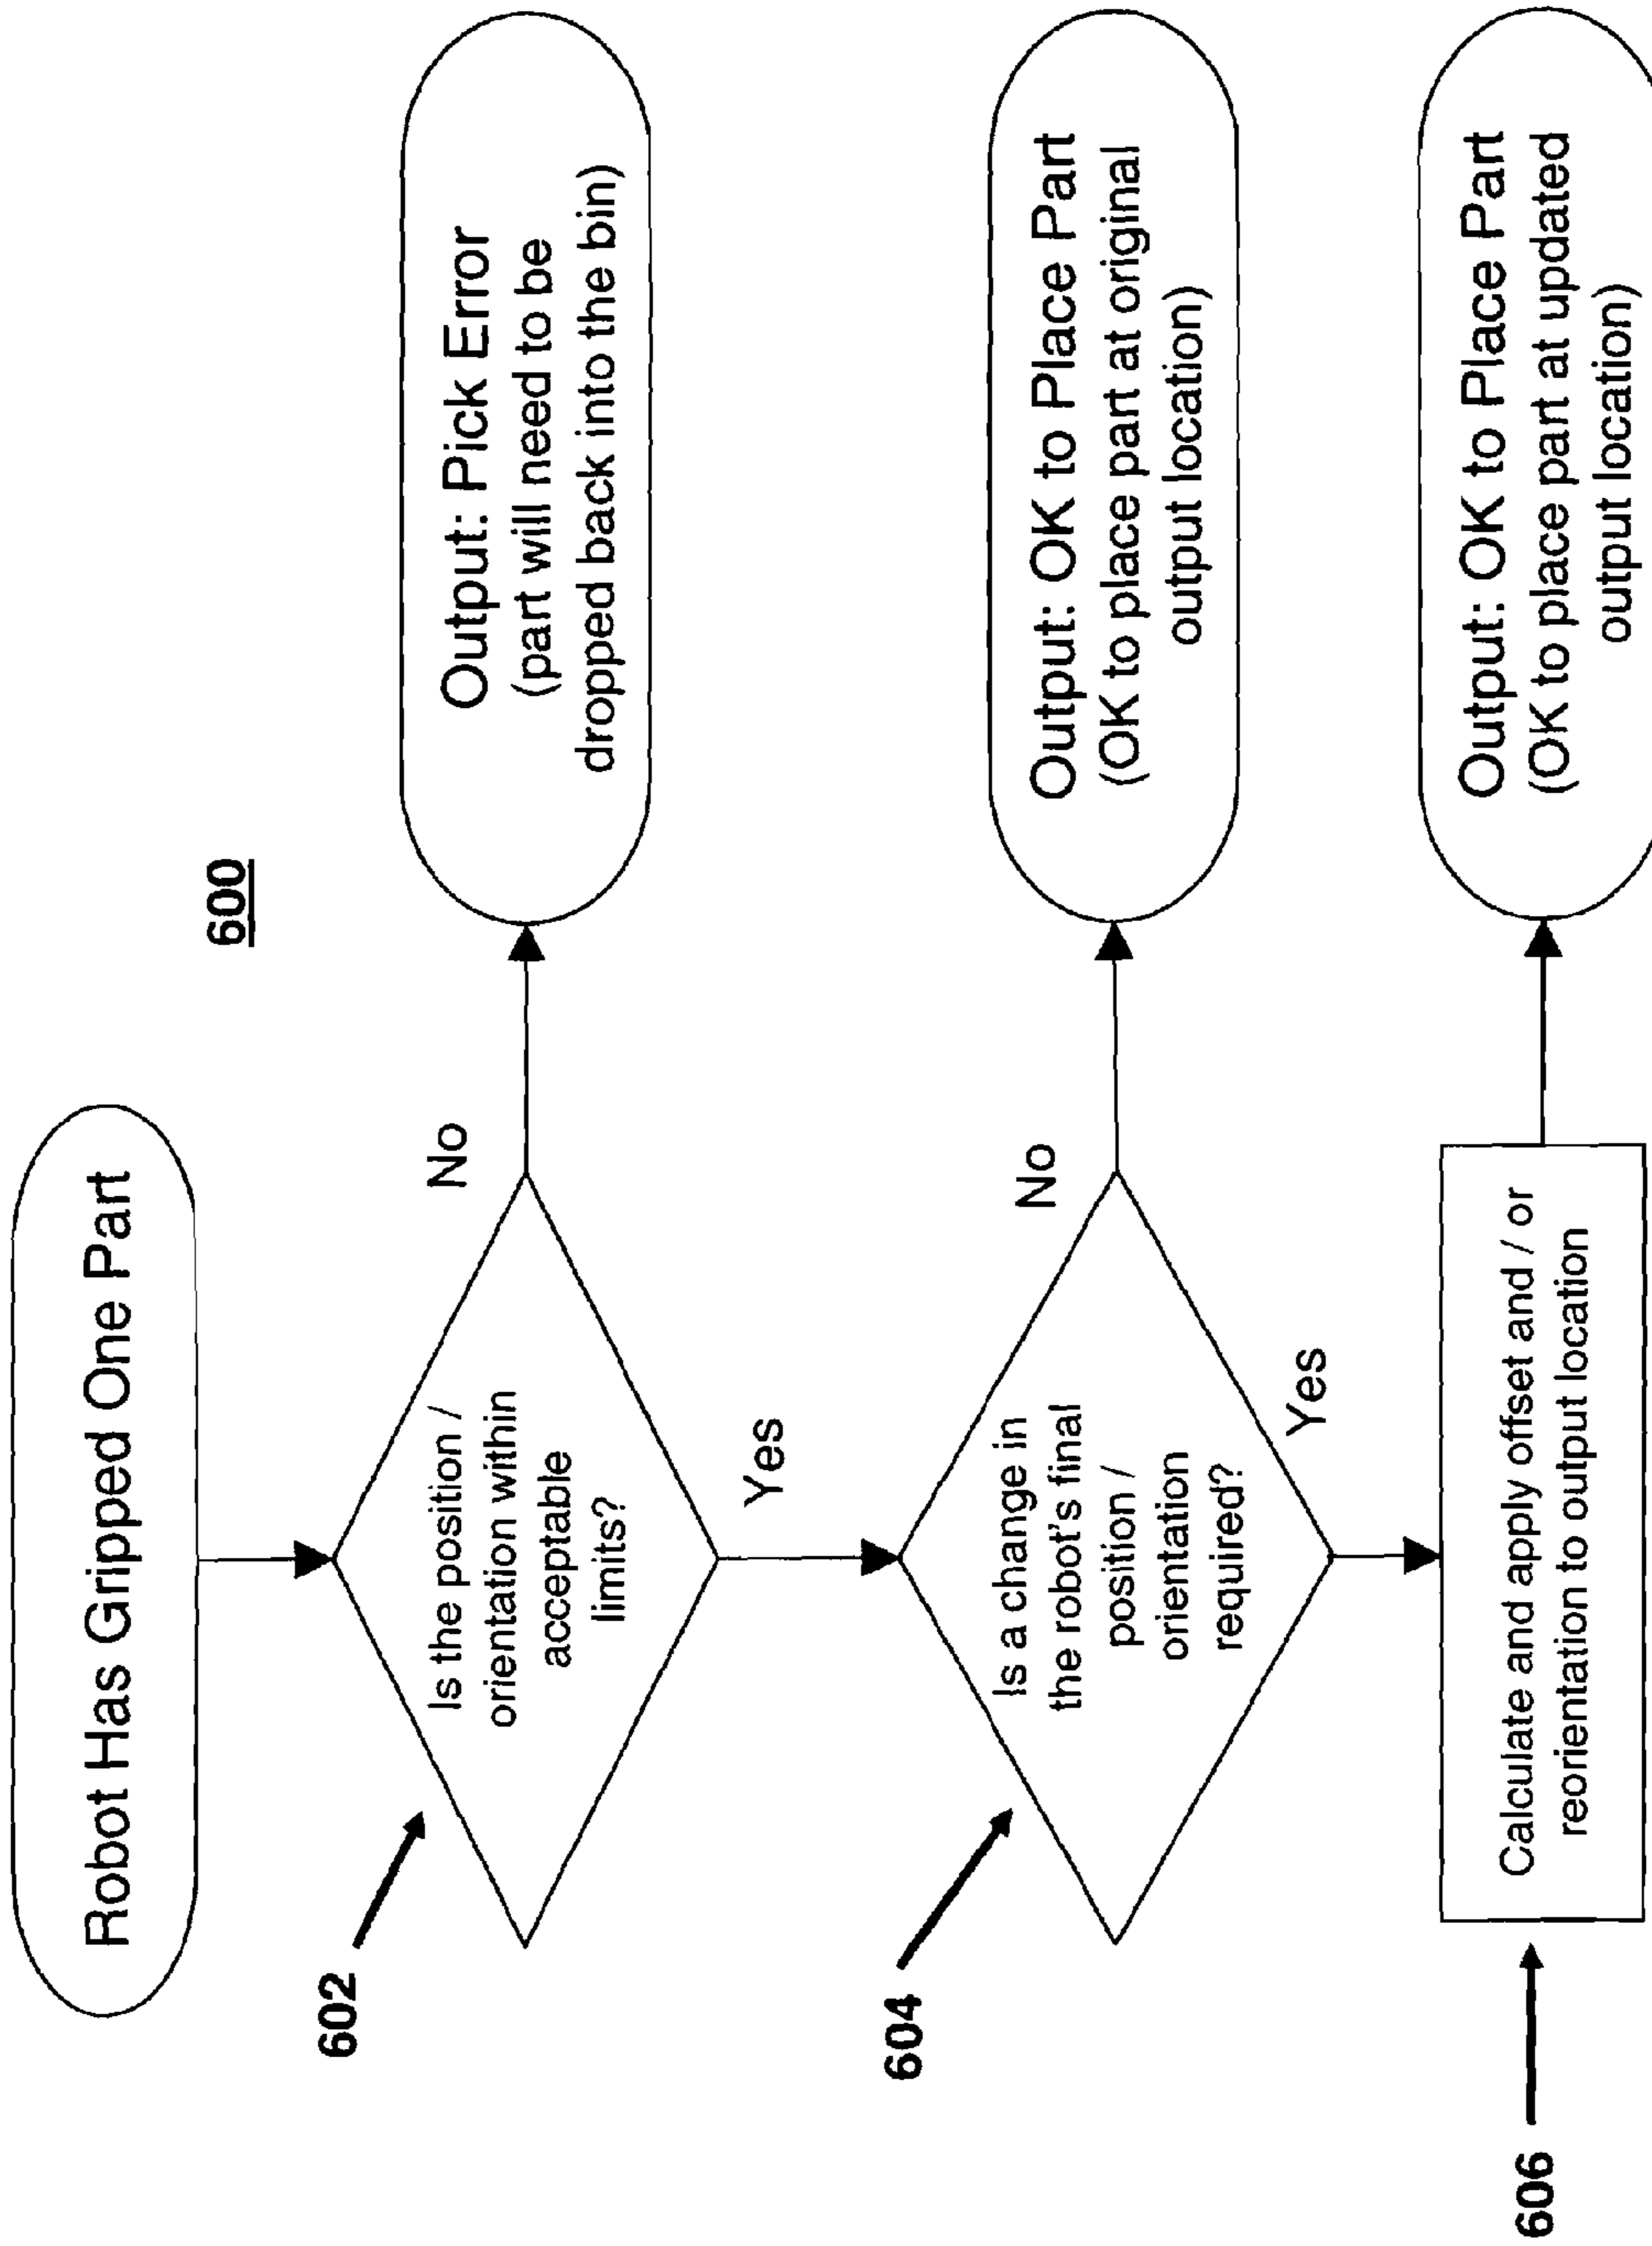 600
Robot Has Gripped One Part
602
Is the position /
orientation within
acceptable
limits?
No
Output: Pick Error
(part will need to be
dropped back into the bin)
Yes
604
Is a change in
the robot's final
position /
orientation
required?
No
Output: OK to Place Part
(OK to place part at original
output location)
Yes
606
Calculate and apply offset and / or
reorientation to output location
Output: OK to Place Part
(OK to place part at updated
output location)